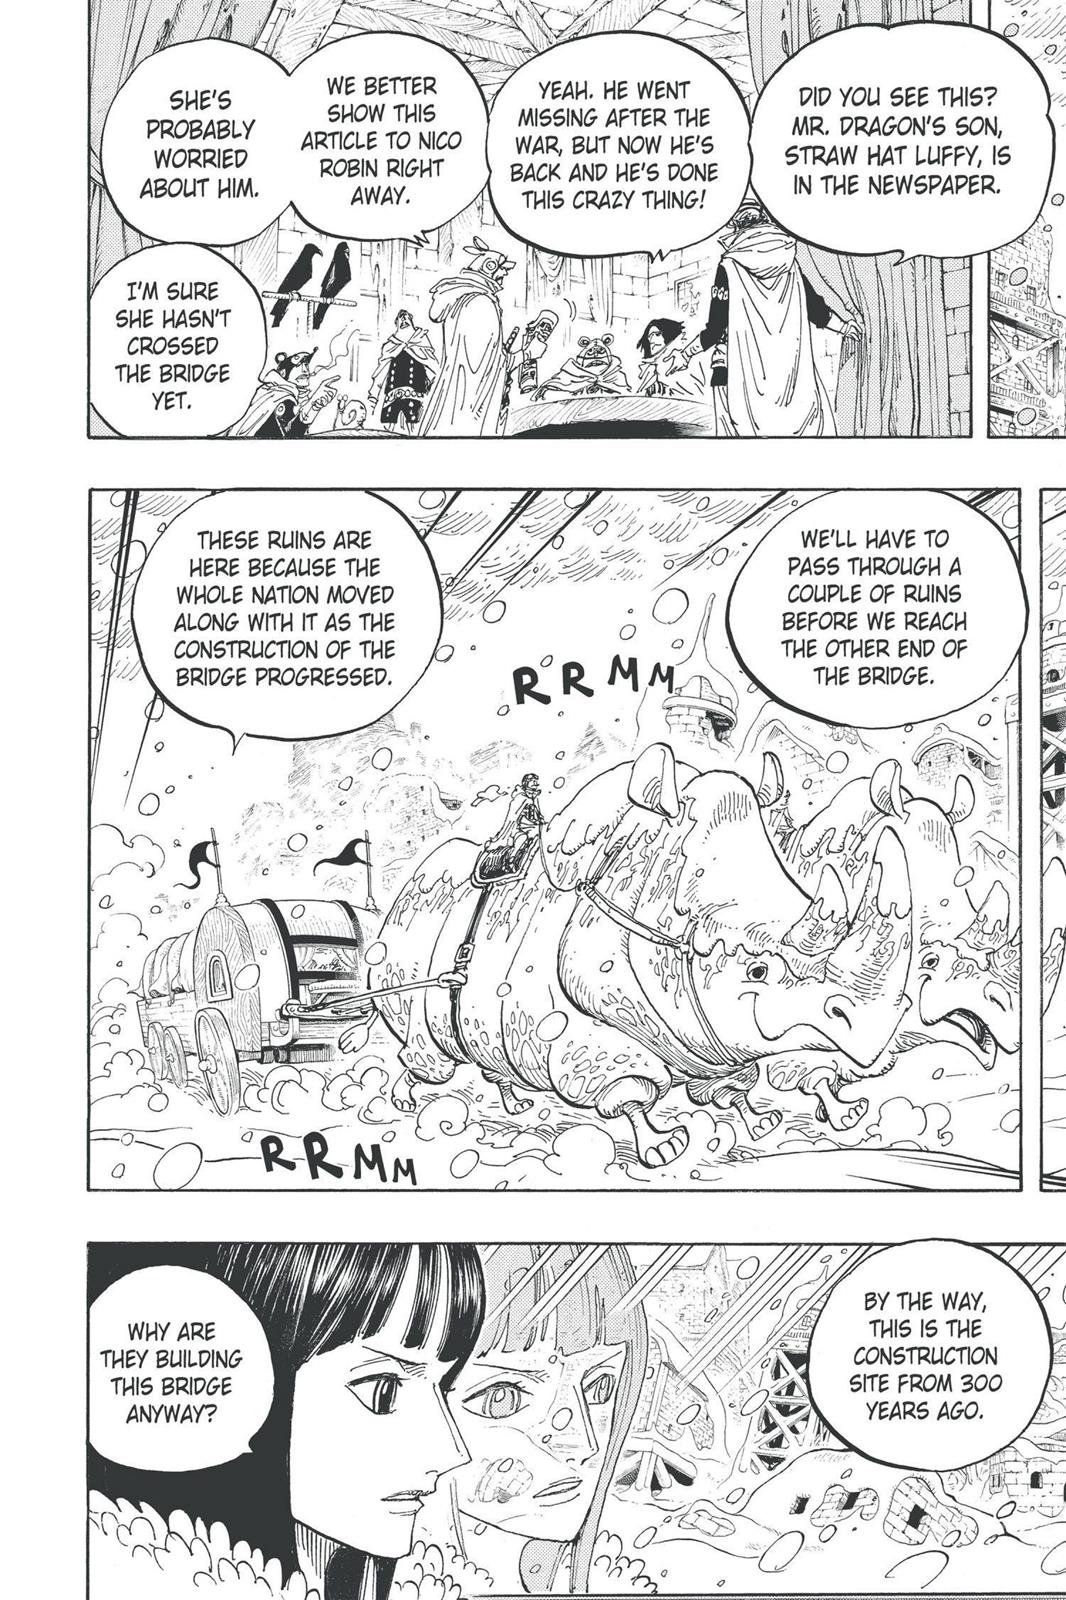 DID YOU SEE THIS?
MR. DRAGON'S SON,
STRAW HAT LUFFY, IS
IN THE NEWSPAPER.
YEAH. HE WENT
MISSING AFTER THE
WAR, BUT NOW HE'S
BACK AND HE'S DONE
THIS CRAZY THING!
WE BETTER
SHOW THIS
ARTICLE TO NICO
ROBIN RIGHT
AWAY.
SHE'S
PROBABLY
WORRIED
ABOUT HIM.
I'M SURE
SHE HASN'T
CROSSED
THE BRIDGE
YET.
WE'LL HAVE TO
PASS THROUGH A
COUPLE OF RUINS
BEFORE WE REACH
THE OTHER END OF
THE BRIDGE.
THESE RUINS ARE
HERE BECAUSE THE
WHOLE NATION MOVED
ALONG WITH IT AS THE
CONSTRUCTION OF THE
BRIDGE PROGRESSED.
RRMM
RRMM
BY THE WAY,
THIS IS THE
CONSTRUCTION
SITE FROM 300
YEARS AGO.
WHY ARE
THEY BUILDING
THIS BRIDGE
ANYWAY?